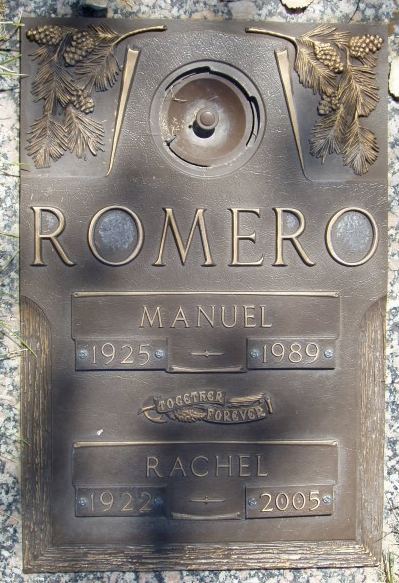 ROMERO
MANUEL
1925 1989
TOGETHER
FOREVER
RACHEL
1922 2005